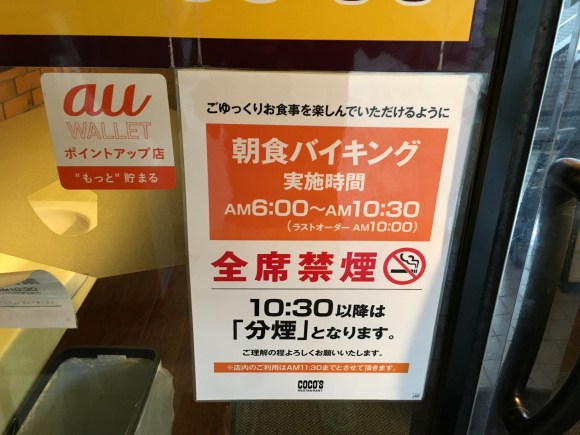 au
WALLET
ポイントアップ店
"もっと"貯まる
ごゆっくりお食事を楽しんでいただけるように
朝食バイキング
実施時間
AM6:00～AM10:30
（ラストオーダー AM10:00）
全席禁煙
10:30以降は
「分煙」となります。
ご理解の程よろしくお願いいたします。
※店内のご利用はAM11:30までとさせて頂きます。
COCO'S
RESTAURANT